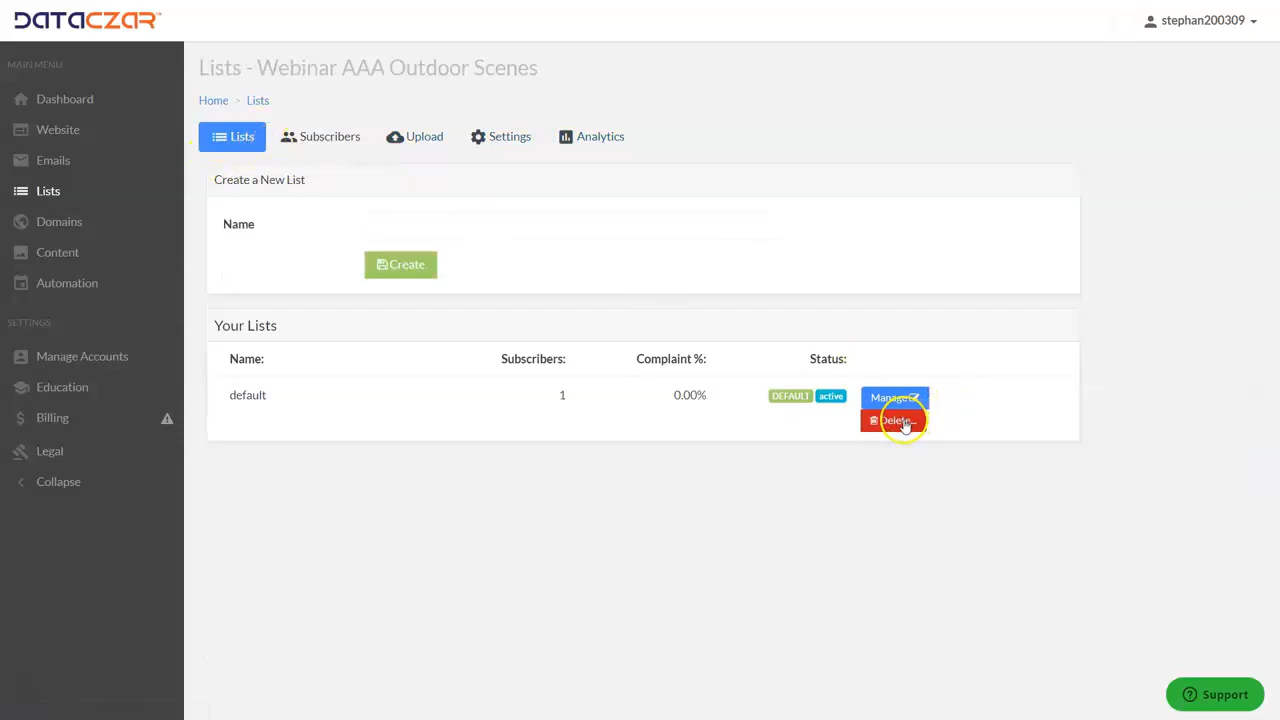 DATACZAR
stephan200309
MAIN MENU
Dashboard
Website
Emails
Lists
Domains
Content
Automation
SETTINGS
Manage Accounts
Education
Billing
Legal
Collapse
Lists - Webinar AAA Outdoor Scenes
Home > Lists
Lists Subscribers Upload Settings Analytics
Create a New List
Name
Create
Your Lists
Name: Subscribers: Complaint %: Status:
default 1 0.00% DEFAULT active Manage
Delete...
Support